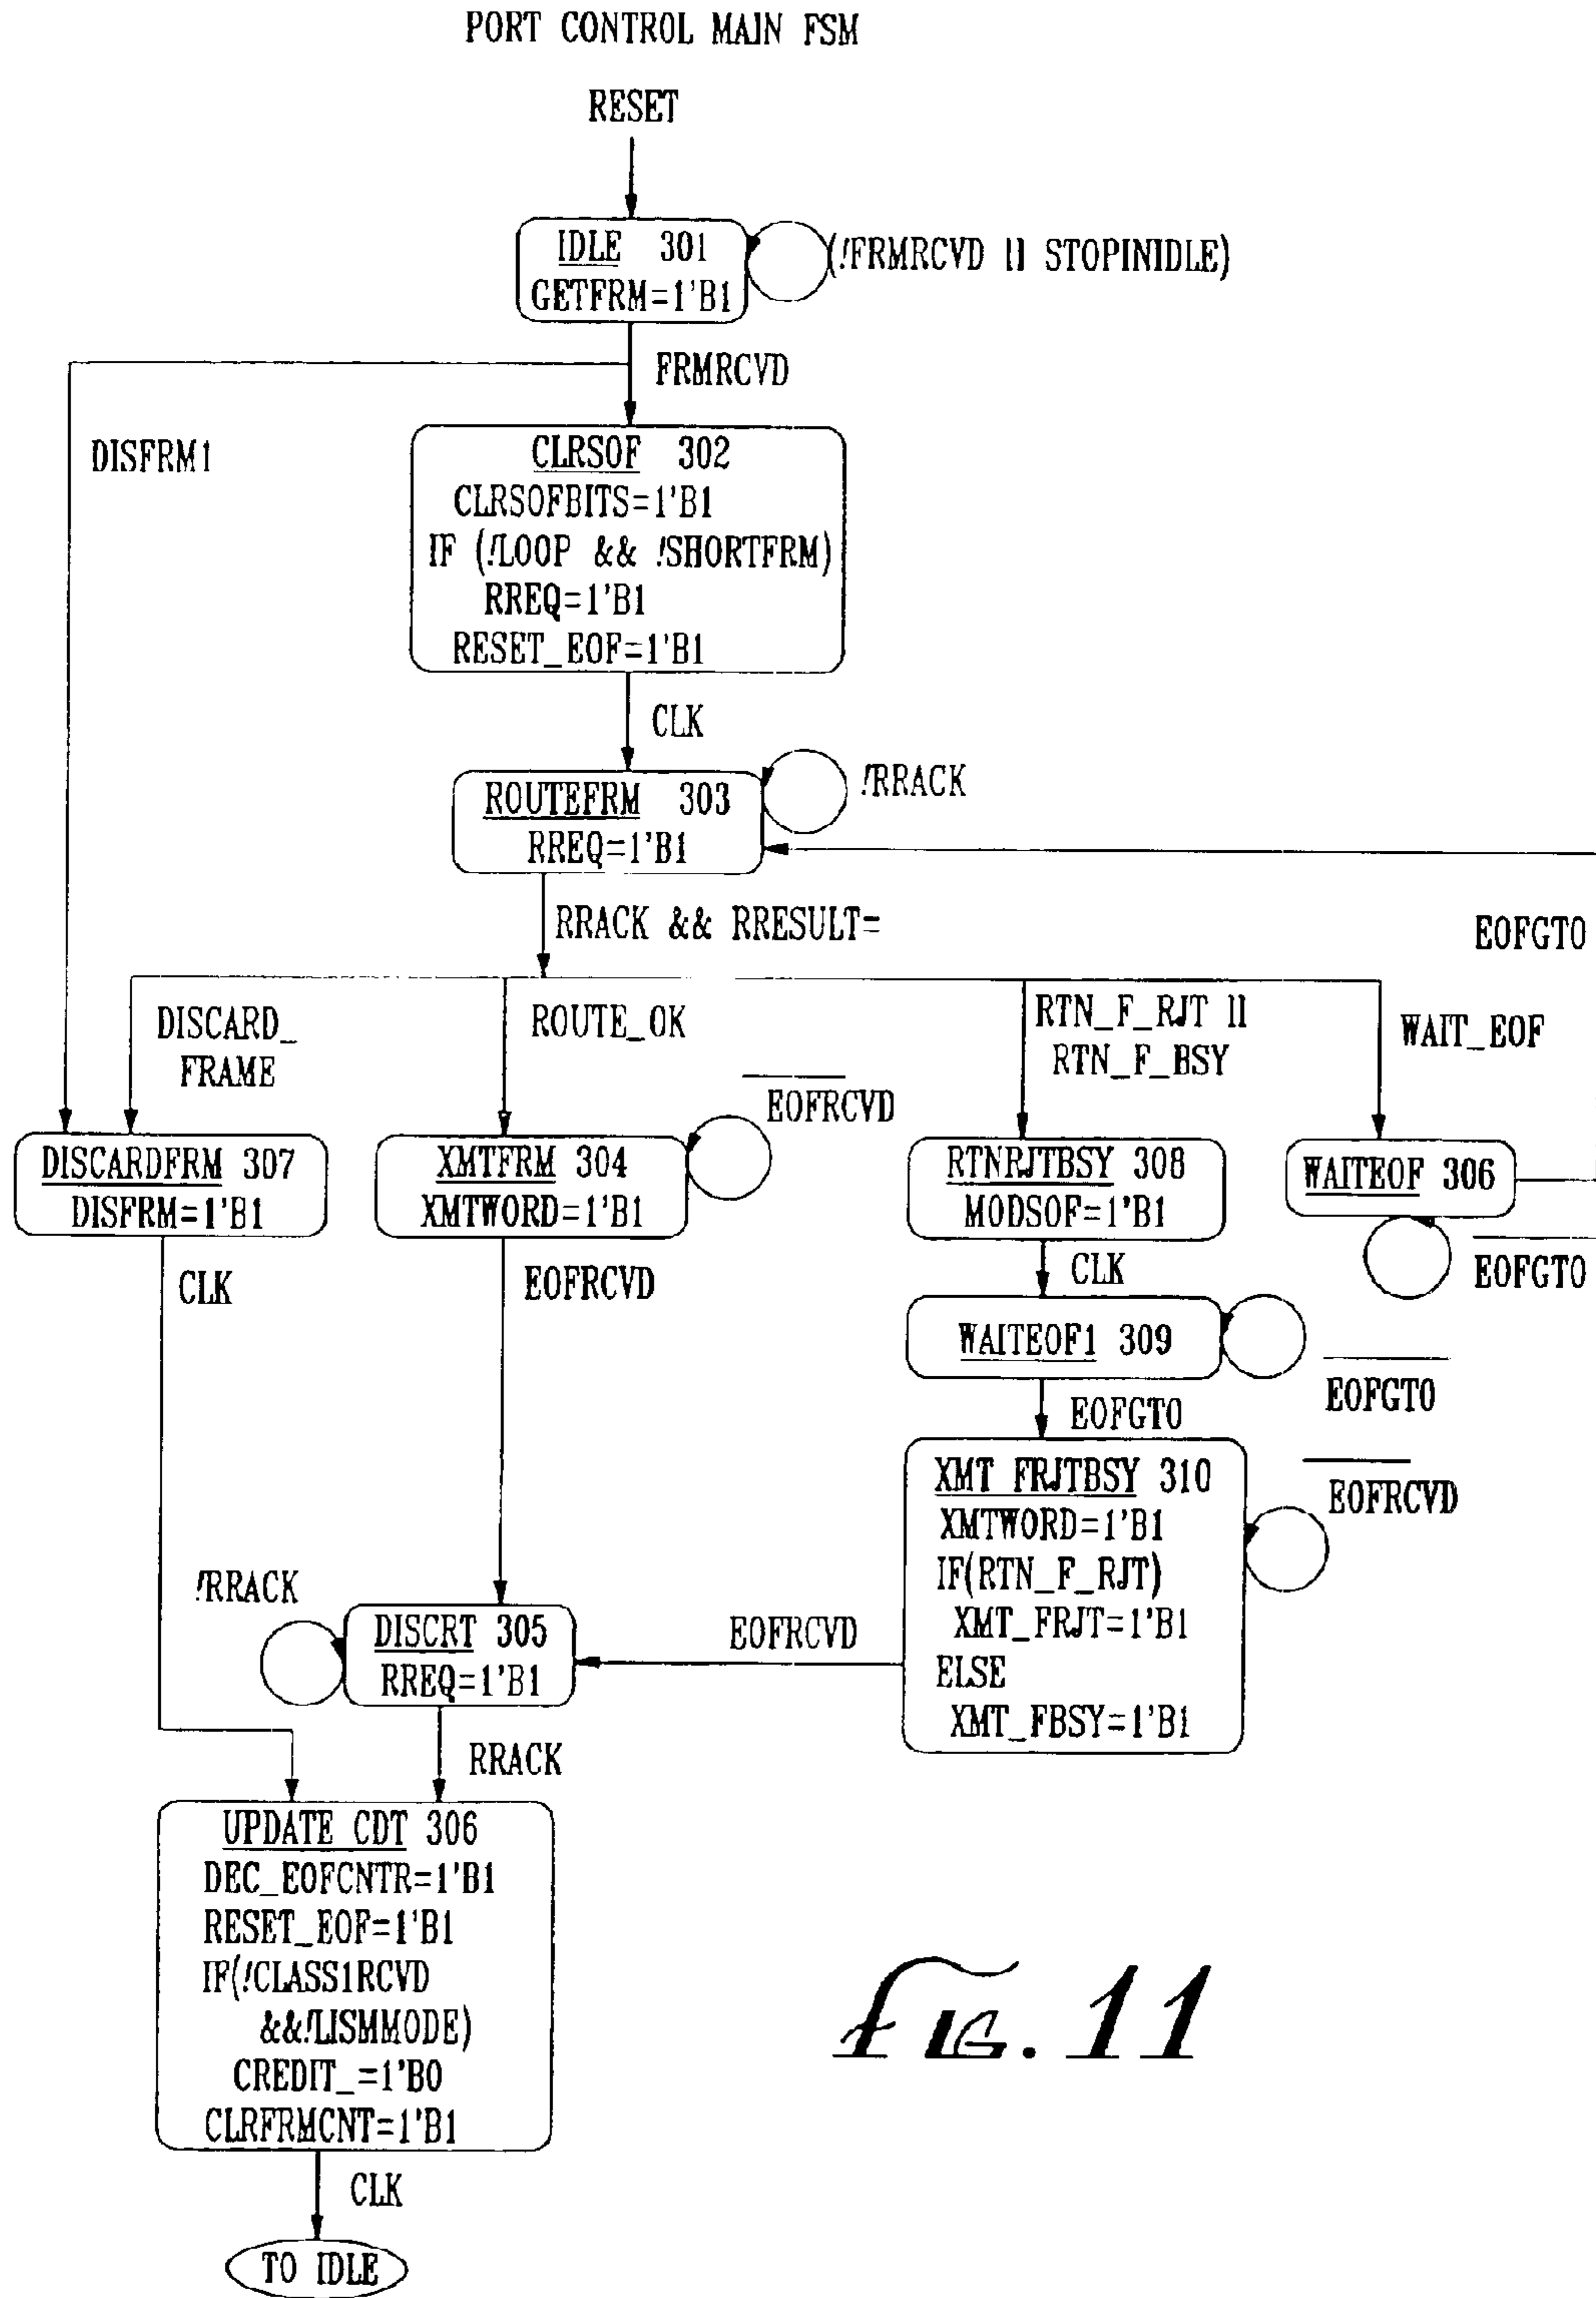 PORT CONTROL MAIN FSM
RESET
IDLE 301
GETFRM=1'B1
(!FRMRCVD || STOPINIDLE)
FRMRCVD
DISFRM1
CLRSOF 302
CLRSOFBITS=1'B1
IF (!LOOP && !SHORTFRM)
RREQ=1'B1
RESET_EOF=1'B1
CLK
ROUTEFRM 303
RREQ=1'B1
!RRACK
RRACK && RRESULT=
EOFGTO
DISCARD_
FRAME
ROUTE_OK
RTN_F_RJT ||
RTN_F_BSY
WAIT_EOF
EOFRCVD
DISCARDFRM 307
DISFRM=1'B1
XMTFRM 304
XMTWORD=1'B1
RTNRJTBSY 308
MODSOF=1'B1
WAITEOF 306
EOFGTO
CLK
EOFRCVD
CLK
WAITEOF1 309
EOFGTO
EOFGTO
XMT FRJTBSY 310
XMTWORD=1'B1
IF(RTN_F_RJT)
XMT_FRJT=1'B1
ELSE
XMT_FBSY=1'B1
EOFRCVD
!RRACK
DISCRT 305
RREQ=1'B1
EOFRCVD
RRACK
UPDATE CDT 306
DEC_EOFCNTR=1'B1
RESET_EOF=1'B1
IF(!CLASS1RCVD
&&!LISMMODE)
CREDIT_=1'B0
CLRFRMCNT=1'B1
CLK
TO IDLE
FIG. 11